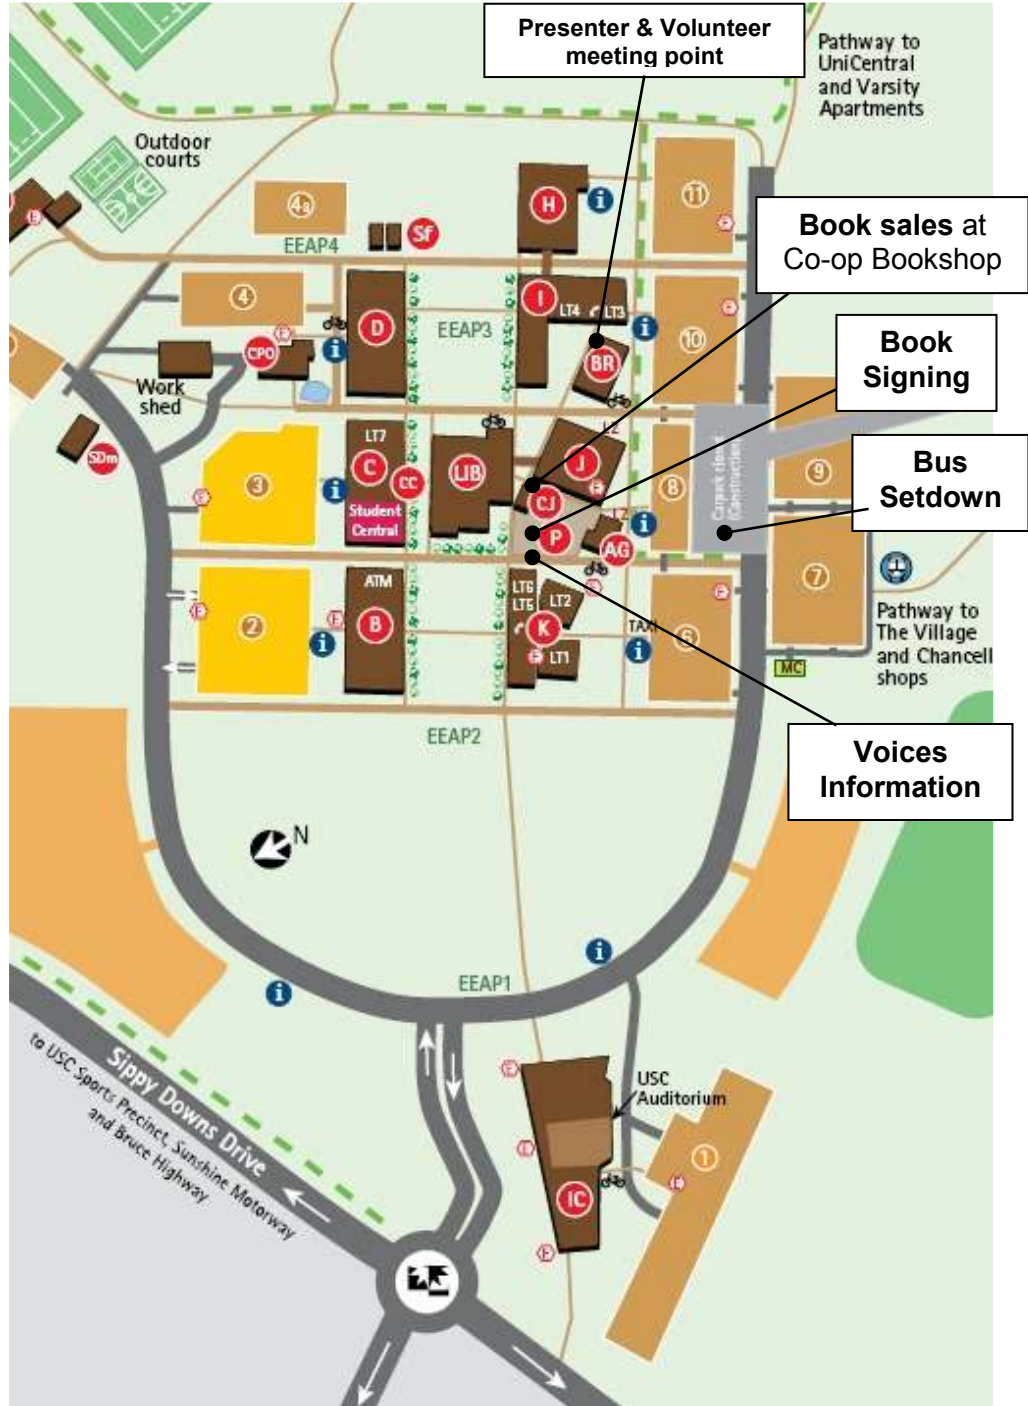 Presenter & Volunteer
meeting point
Pathway to
UniCentral
and Varsity
Apartments
Outdoor
courts
4a
Sf
H
i
11
E
E
EEAP4
Book sales at
Co-op Bookshop
4
D
EEAP3
I
LT4
LT3
i
10
E
CPO
E
i
BR
Work
shed
Book
Signing
SDm
3
E
i
LT7
C
CC
Student
Central
LIB
J
E
CJ
P
AG
i
8
Carpark closed
(Construction)
9
Bus
Setdown
2
E
E
i
ATM
B
LT6
LT5
LT2
K
E
LT1
E
TAXI
i
6
E
7
MC
Pathway to
The Village
and Chancell
shops
EEAP2
Voices
Information
N
EEAP1
i
i
Sippy Downs Drive
to USC Sports Precinct, Sunshine Motorway
and Bruce Highway
E
USC
Auditorium
E
IC
E
1
E